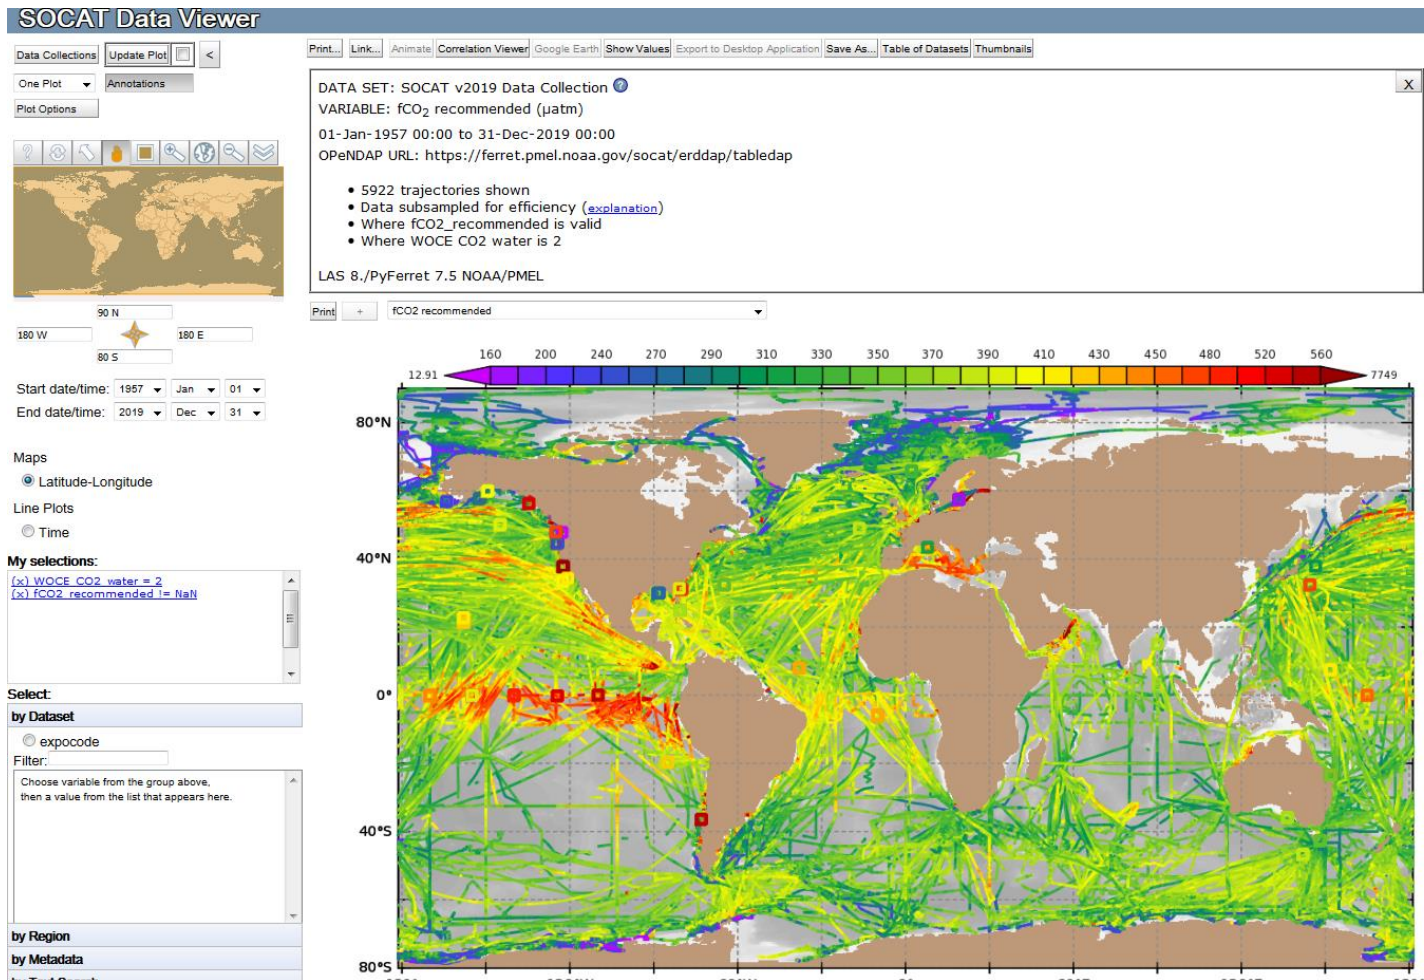 SOCAT Data Viewer
Data Collections Update Plot <
One Plot Annotations
Plot Options
90 N
180 W 180 E
80 S
Start date/time: 1957 Jan 01
End date/time: 2019 Dec 31
Maps
Latitude-Longitude
Line Plots
Time
My selections:
(x) WOCE CO2 water = 2
(x) fCO2 recommended != NaN
Select:
by Dataset
expocode
Filter:
Choose variable from the group above,
then a value from the list that appears here.
by Region
by Metadata
Print... Link... Animate Correlation Viewer Google Earth Show Values Export to Desktop Application Save As... Table of Datasets Thumbnails
X
DATA SET: SOCAT v2019 Data Collection ?
VARIABLE: fCO₂ recommended (µatm)
01-Jan-1957 00:00 to 31-Dec-2019 00:00
OPeNDAP URL: https://ferret.pmel.noaa.gov/socat/erddap/tabledap
• 5922 trajectories shown
• Data subsampled for efficiency (explanation)
• Where fCO2_recommended is valid
• Where WOCE CO2 water is 2
LAS 8./PyFerret 7.5 NOAA/PMEL
Print + fCO2 recommended
160 200 240 270 290 310 330 350 370 390 410 430 450 480 520 560
12.91 7749
80°N
40°N
0°
40°S
80°S